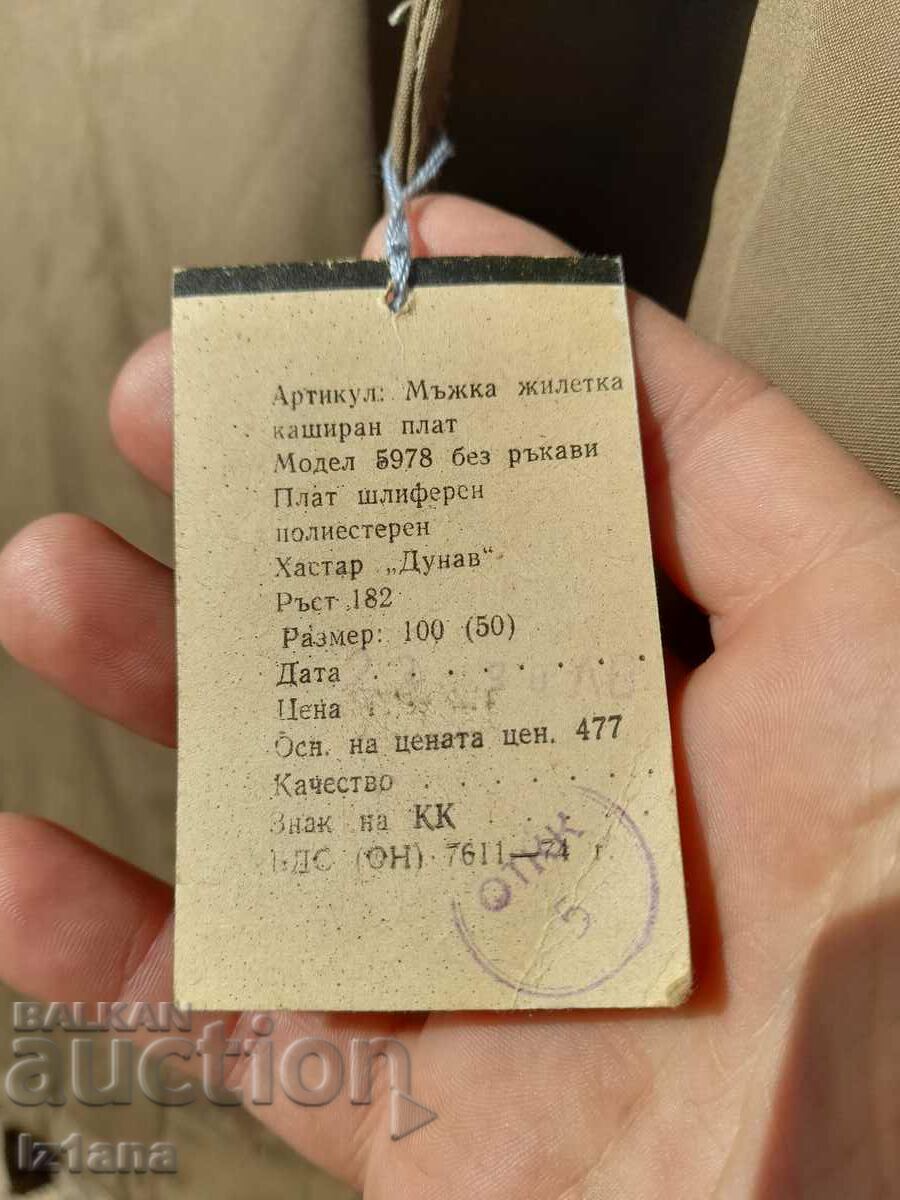 Артикул: Мъжка жилетка
каширан плат
Модел 5978 без ръкави
Плат шлиферен
полиестерен
Хастар „Дунав“
Ръст 182
Размер: 100 (50)
Дата . . . . . . . .
Цена
Осн. на цената цен. 477
Качество . . . . . . .
Знак на КК . . . .
БДС (ОН) 7611—74 г.
ОТКК
5
BALKAN
auction
Iz1ana